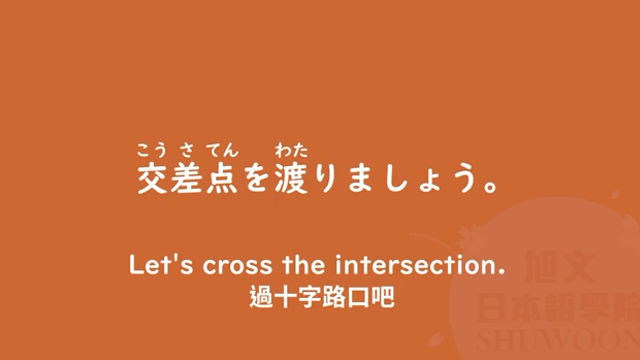 こう さ てん わた
交差点を渡りましょう。
Let's cross the intersection.
過十字路口吧
旭文
日本語學院
SHUWOON